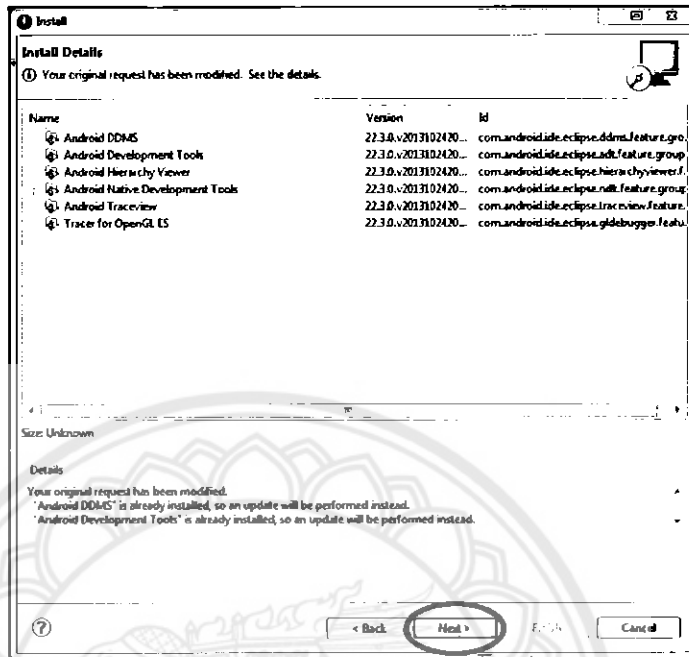 Install
Install Details
Your original request has been modified. See the details.
Name Version Id
Android DDMS 22.3.0.v2013102420... com.android.ide.eclipse.ddms.feature.gro
Android Development Tools 22.3.0.v2013102420... com.android.ide.eclipse.adt.feature.group
Android Hierarchy Viewer 22.3.0.v2013102420... com.android.ide.eclipse.hierarchyviewer.f
Android Native Development Tools 22.3.0.v2013102420... com.android.ide.eclipse.ndk.feature.group
Android Traceview 22.3.0.v2013102420... com.android.ide.eclipse.traceview.feature.
Tracer for OpenGL ES 22.3.0.v2013102420... com.android.ide.eclipse.gldebugger.featu
Size: Unknown
Details
Your original request has been modified.
"Android DDMS" is already installed, so an update will be performed instead.
"Android Development Tools" is already installed, so an update will be performed instead.
< Back Next > Cancel